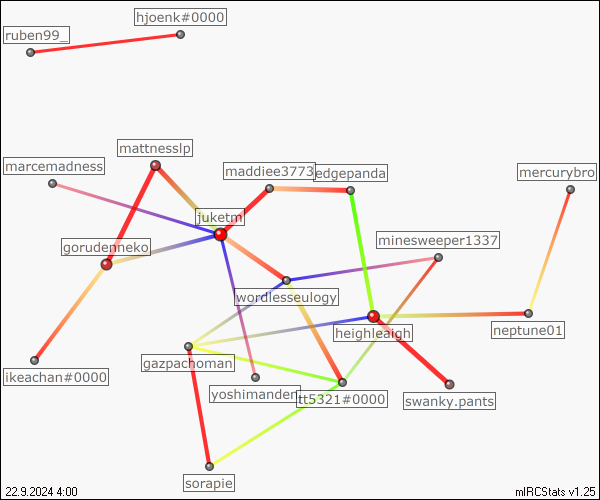 hjoenk#0000
ruben99_
mattnesslp
marcemadness
maddiee3773
edgepanda
mercurybro
juketm
minesweeper1337
gorudenneko
wordlesseulogy
heighleaigh
neptune01
gazpachoman
ikeachan#0000
yoshimanden
tt5321#0000
swanky.pants
sorapie
22.9.2024 4:00
mIRCStats v1.25